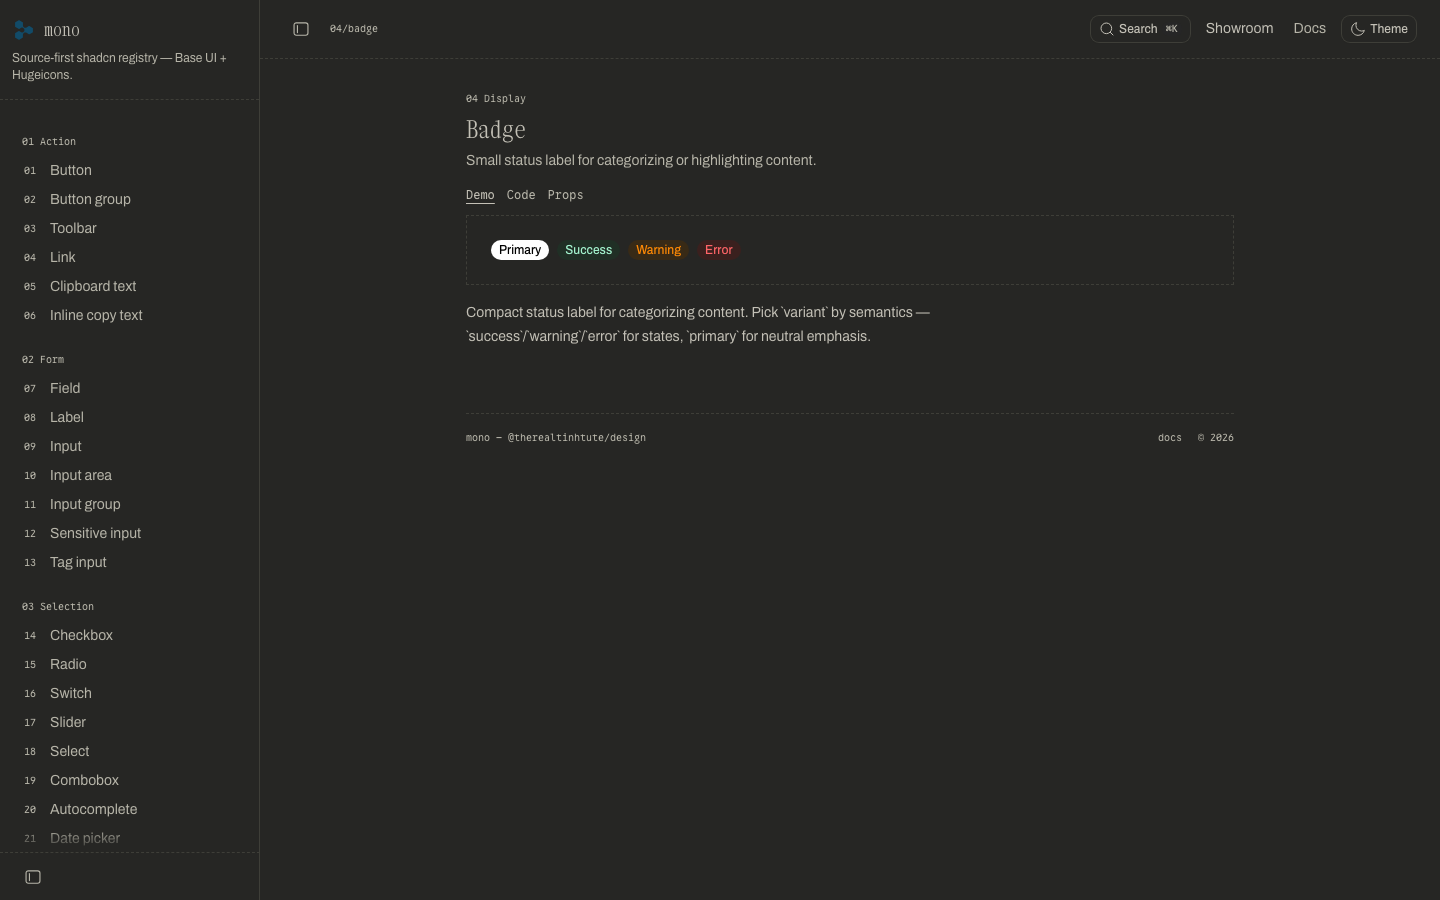 mono
Source-first shadcn registry — Base UI +
Hugeicons.
01 Action
01 Button
02 Button group
03 Toolbar
04 Link
05 Clipboard text
06 Inline copy text
02 Form
07 Field
08 Label
09 Input
10 Input area
11 Input group
12 Sensitive input
13 Tag input
03 Selection
14 Checkbox
15 Radio
16 Switch
17 Slider
18 Select
19 Combobox
20 Autocomplete
21 Date picker
04/badge
Search ⌘K Showroom Docs Theme
04 Display
Badge
Small status label for categorizing or highlighting content.
Demo Code Props
Primary Success Warning Error
Compact status label for categorizing content. Pick `variant` by semantics —
`success`/`warning`/`error` for states, `primary` for neutral emphasis.
mono — @therealtinhtute/design
docs © 2026